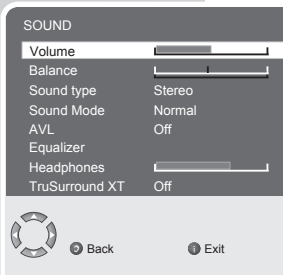 SOUND
Volume
Balance
Sound type Stereo
Sound Mode Normal
AVL Off
Equalizer
Headphones
TruSurround XT Off
Back i Exit